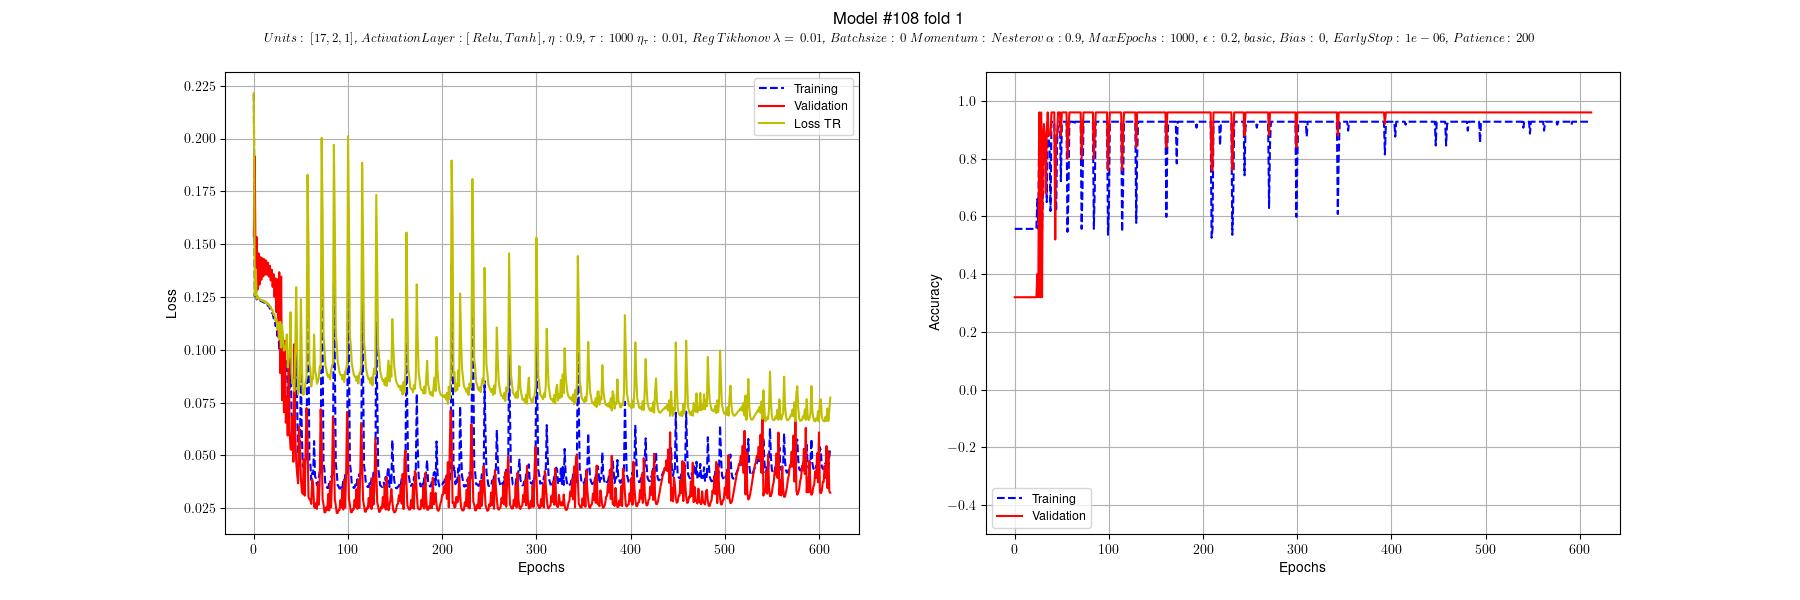 Model #108 fold 1
Units : [17, 2, 1], ActivationLayer : [ Relu, Tanh], η : 0.9, τ : 1000 ητ : 0.01, Reg Tikhonov λ = 0.01, Batchsize : 0 Momentum : Nesterov α : 0.9, MaxEpochs : 1000, ϵ : 0.2, basic, Bias : 0, EarlyStop : 1e − 06, Patience : 200
0.225
0.200
0.175
0.150
0.125
0.100
0.075
0.050
0.025
Loss
0 100 200 300 400 500 600
Epochs
Training
Validation
Loss TR
1.0
0.8
0.6
0.4
0.2
0.0
−0.2
−0.4
Accuracy
0 100 200 300 400 500 600
Epochs
Training
Validation